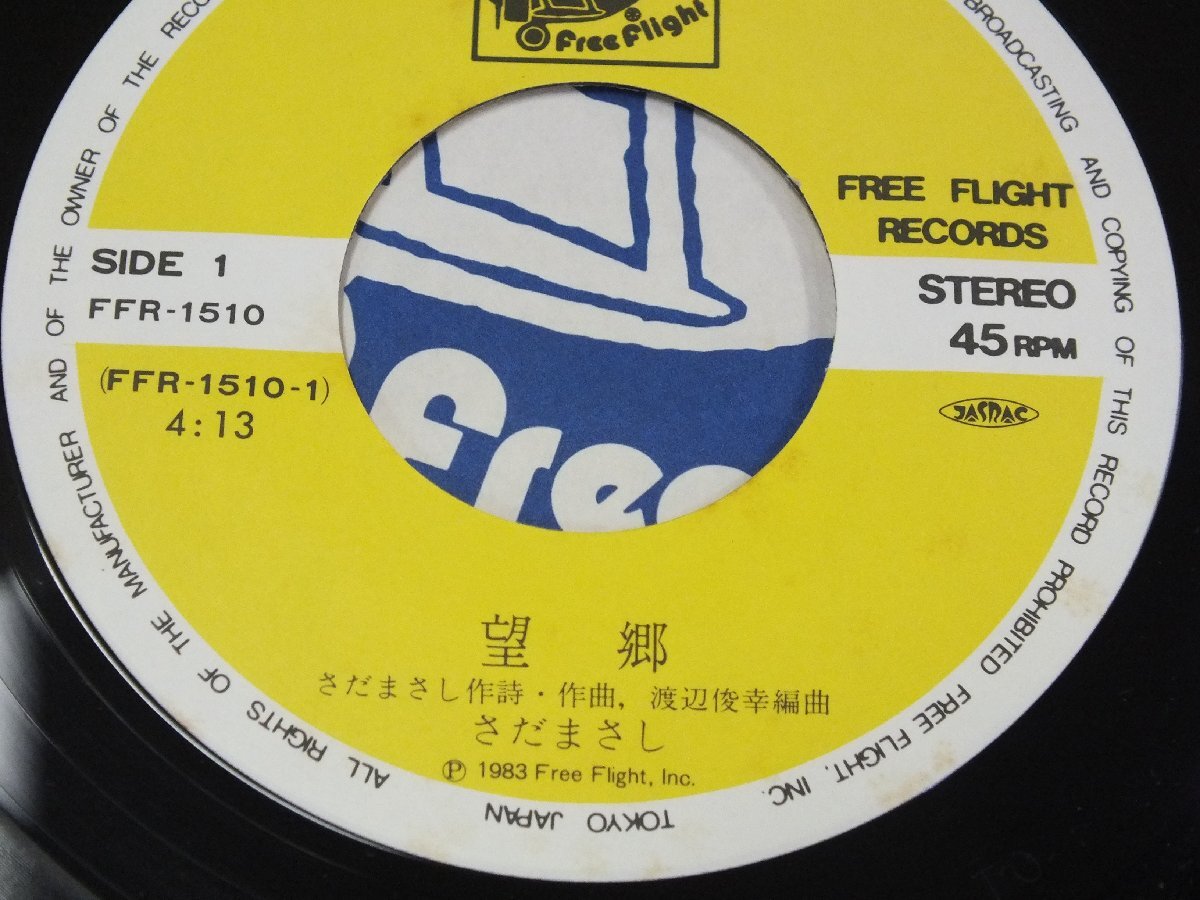 Free Flight
FREE FLIGHT
RECORDS
SIDE 1
FFR-1510
STEREO
45 RPM
(FFR-1510-1)
4:13
JASRAC
Free
望 郷
さだまさし作詩・作曲, 渡辺俊幸編曲
さだまさし
Ⓟ 1983 Free Flight, Inc.
ALL RIGHTS OF THE MANUFACTURER AND OF THE OWNER OF THE
BROADCASTING AND COPYING OF THIS RECORD PROHIBITED FREE FLIGHT, INC.
TOKYO JAPAN